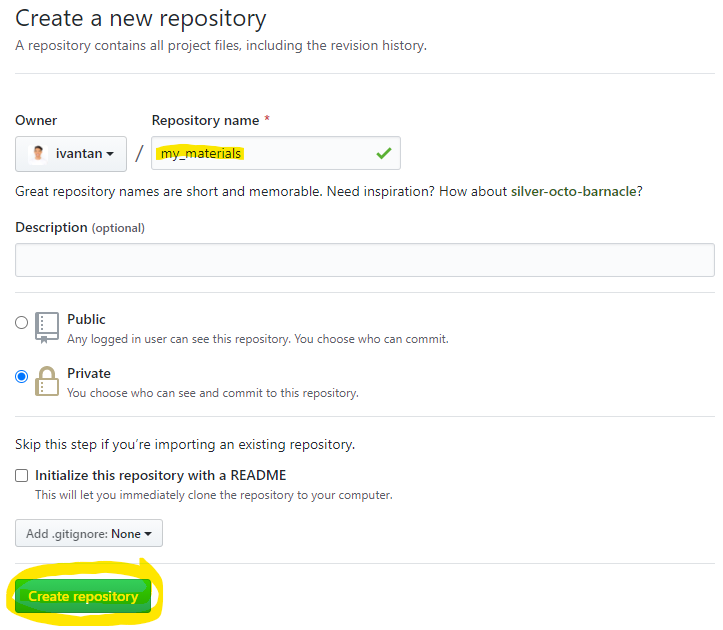 Create a new repository
A repository contains all project files, including the revision history.
Owner
Repository name *
ivantan
/
my_materials
Great repository names are short and memorable. Need inspiration? How about silver-octo-barnacle?
Description (optional)
Public
Any logged in user can see this repository. You choose who can commit.
Private
You choose who can see and commit to this repository.
Skip this step if you’re importing an existing repository.
Initialize this repository with a README
This will let you immediately clone the repository to your computer.
Add .gitignore: None
Create repository